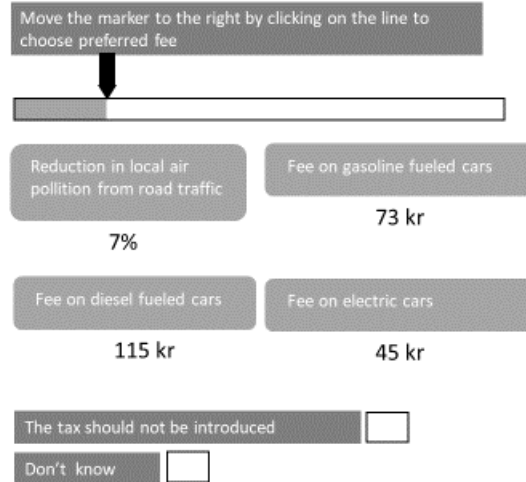 Move the marker to the right by clicking on the line to
choose preferred fee
Reduction in local air
pollition from road traffic
7%
Fee on gasoline fueled cars
73 kr
Fee on diesel fueled cars
115 kr
Fee on electric cars
45 kr
The tax should not be introduced
Don't know